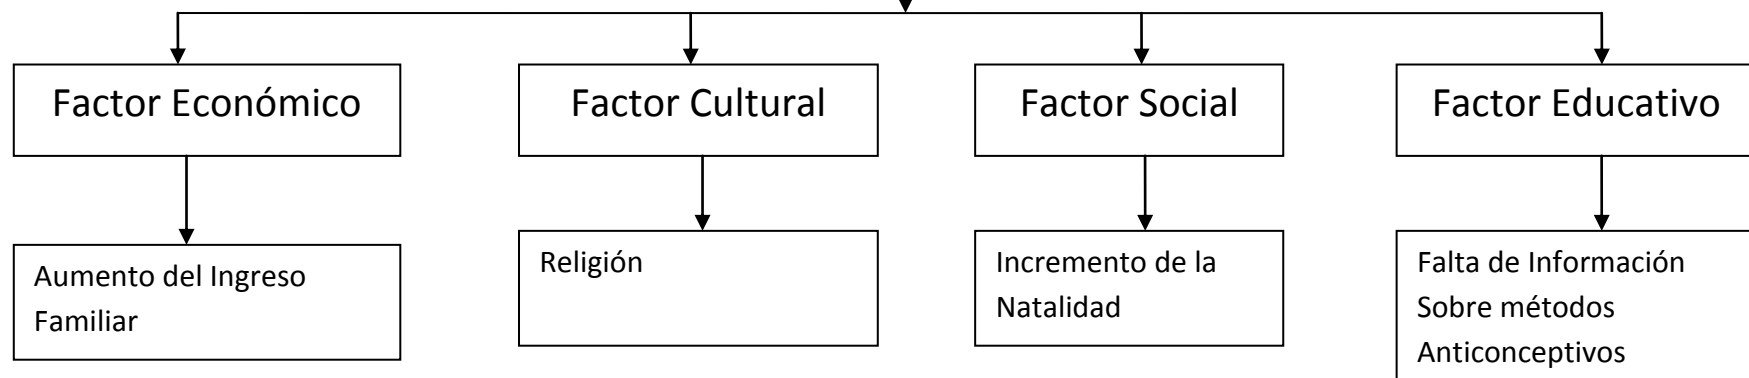 Factor Económico
Factor Cultural
Factor Social
Factor Educativo
Aumento del Ingreso
Familiar
Religión
Incremento de la
Natalidad
Falta de Información
Sobre métodos
Anticonceptivos